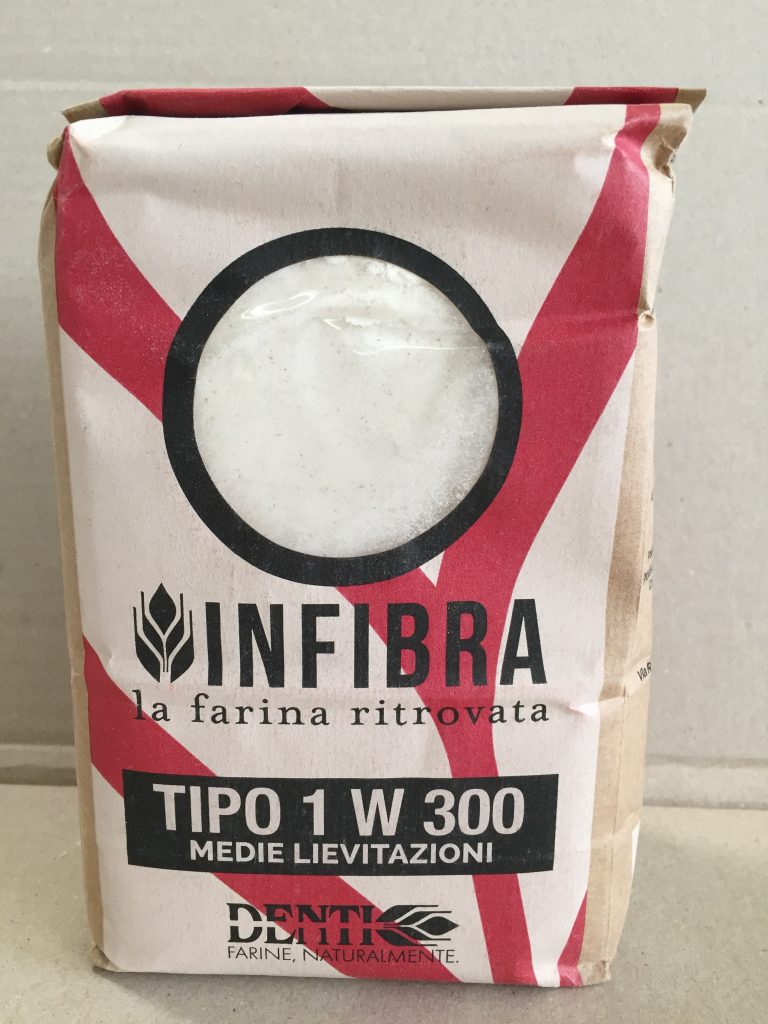 INFIBRA
la farina ritrovata
TIPO 1 W 300
MEDIE LIEVITAZIONI
DENTI
FARINE, NATURALMENTE.